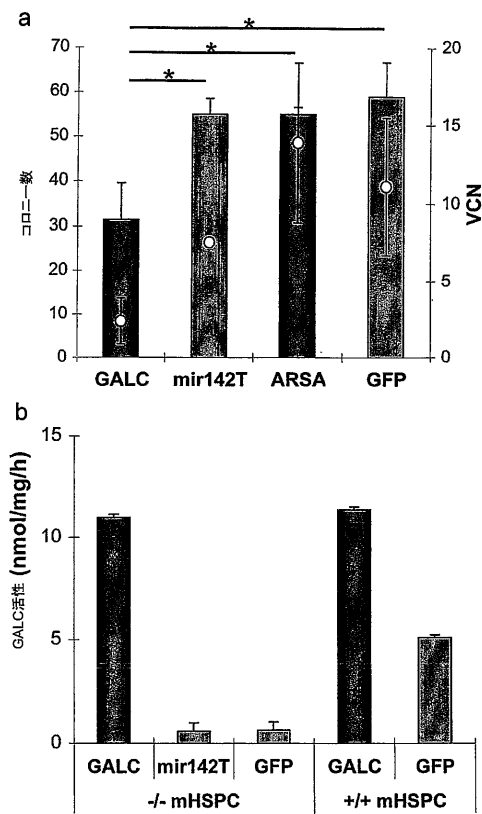 a
*
*
*
70
60
50
40
30
20
10
0
コロニー数
20
15
10
5
0
VCN
GALC mir142T ARSA GFP
b
15
10
5
0
GALC活性 (nmol/mg/h)
GALC mir142T GFP GALC GFP
-/- mHSPC +/+ mHSPC